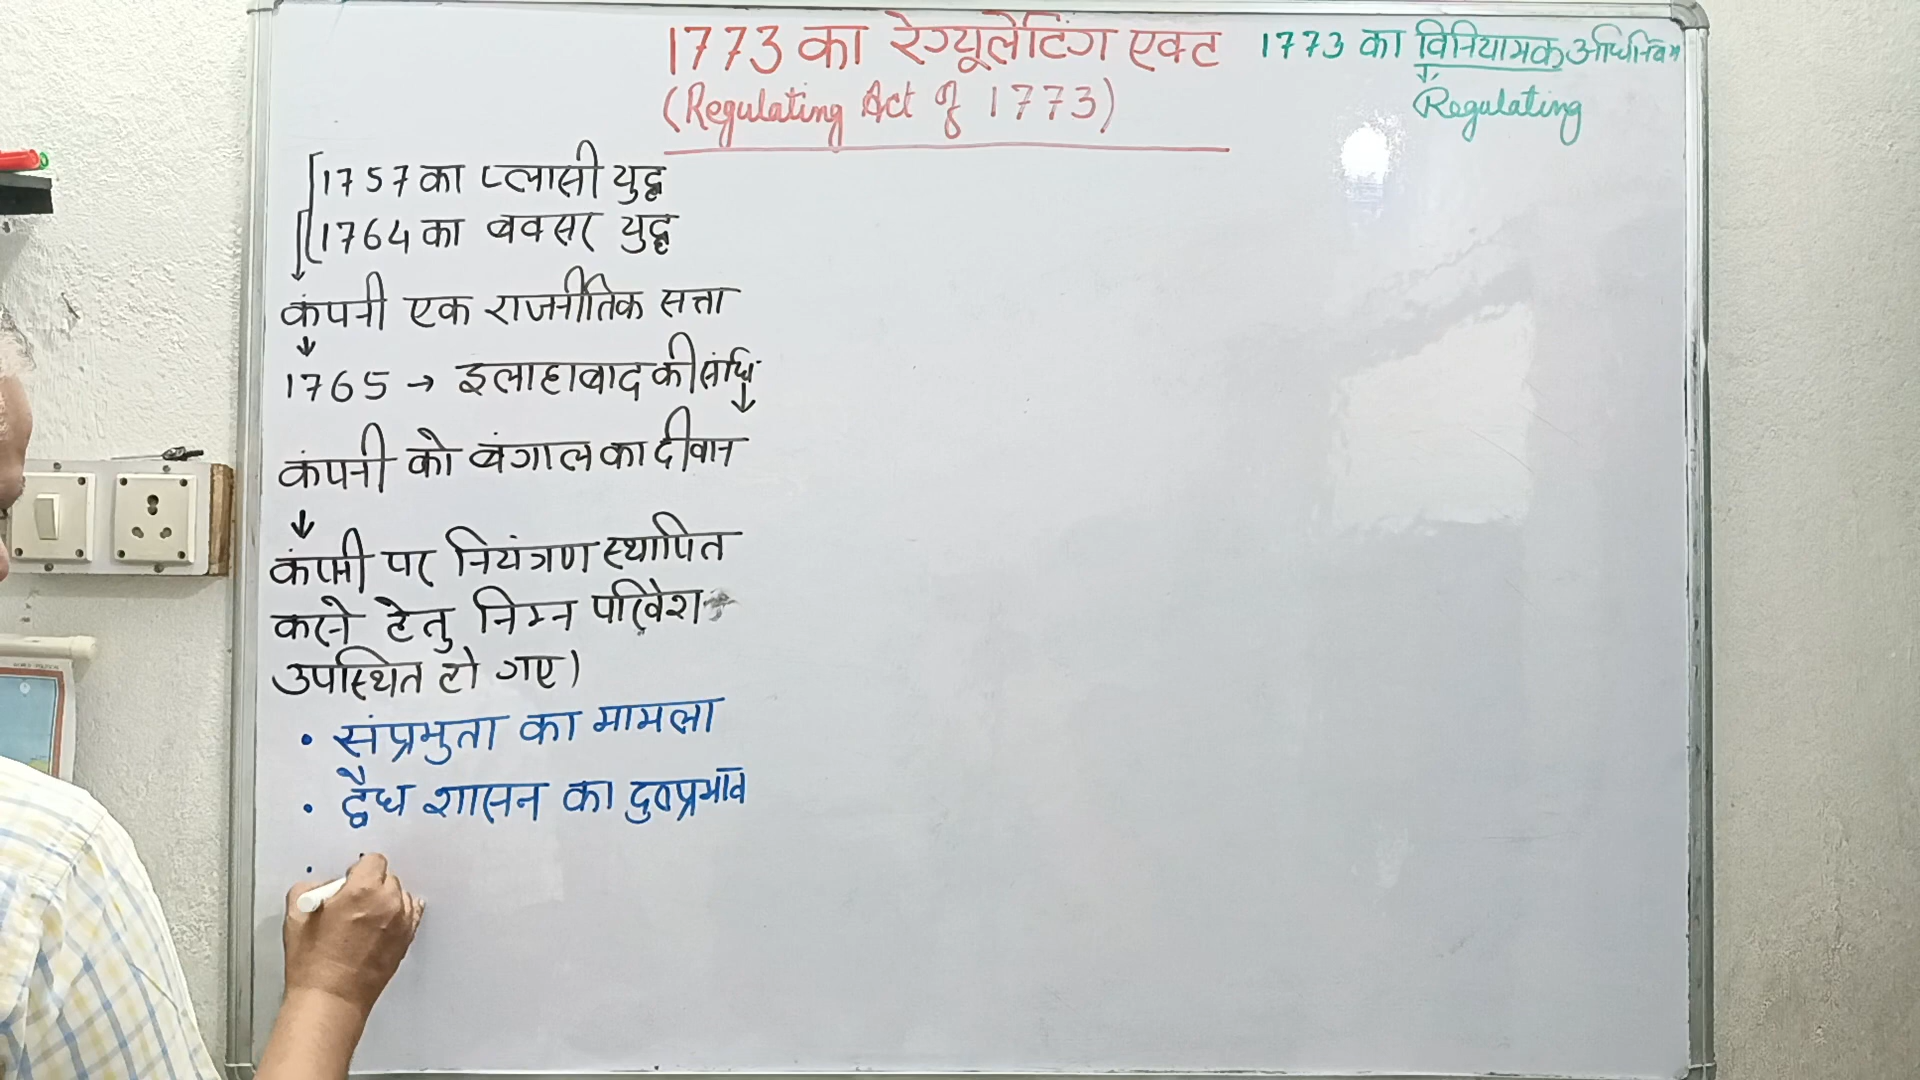 1773 का रेग्यूलेटिंग एक्ट
(Regulating Act of 1773)
1773 का विनियामक अधिनियम
Regulating
1757 का प्लासी युद्ध
1764 का बक्सर युद्ध
कंपनी एक राजनीतिक सत्ता
1765 → इलाहाबाद की संधि
कंपनी को बंगाल का दीवान
कंपनी पर नियंत्रण स्थापित
करने हेतु निम्न परिवेश
उपस्थित हो गए)
• संप्रभुता का मामला
• द्वैध शासन का दुष्प्रभाव
•